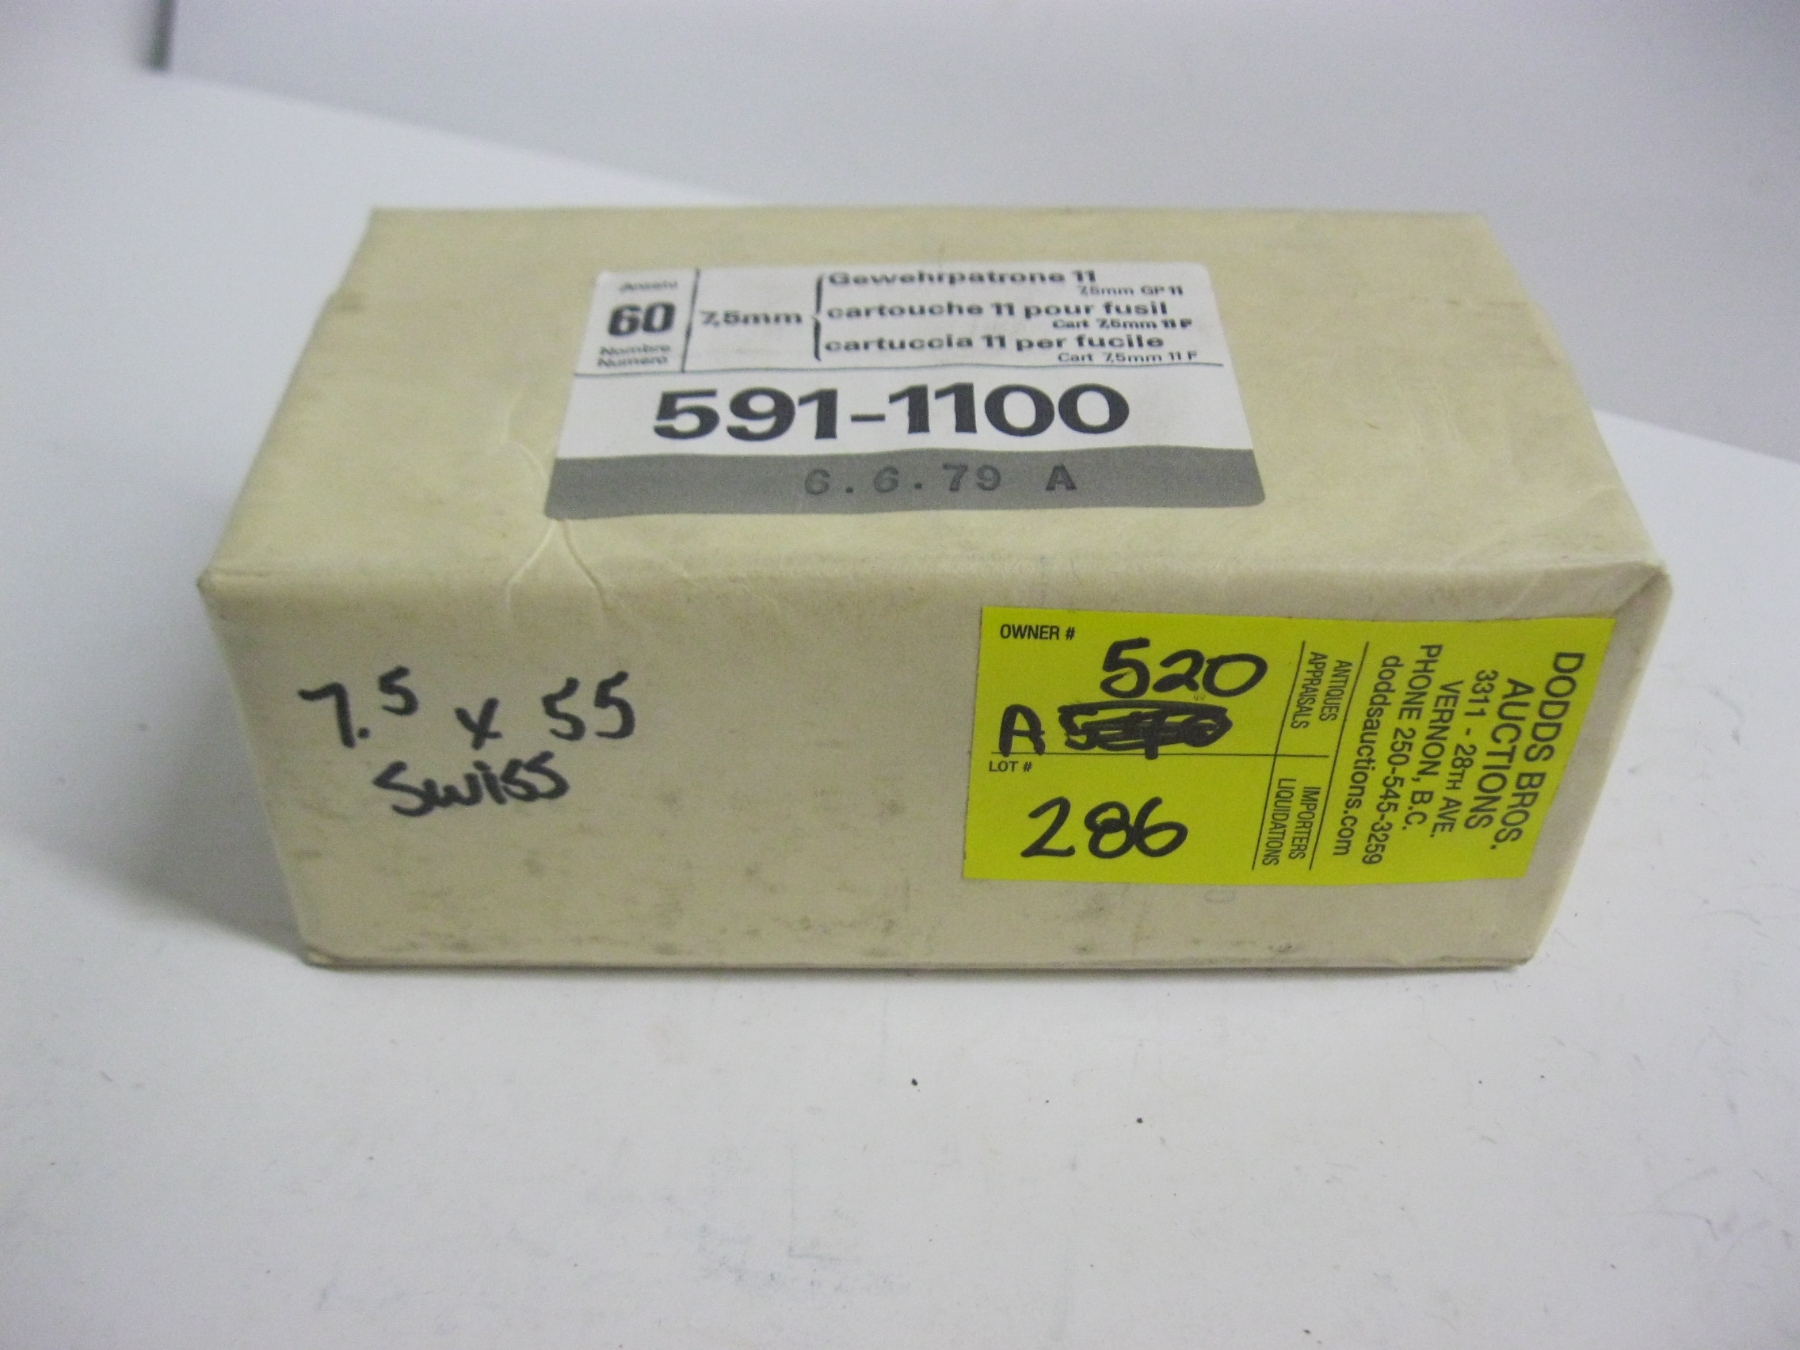 Anzahl
60
Nombre
Numero
7,5mm
Gewehrpatrone 11
7,5mm GP 11
cartouche 11 pour fusil
Cart 7,5mm 11 F
cartuccia 11 per fucile
Cart 7,5mm 11 F
591-1100
6.6.79 A
7.5 x 55
Swiss
OWNER #
520
A
LOT #
286
ANTIQUES
APPRAISALS
IMPORTERS
LIQUIDATIONS
DODDS BROS.
AUCTIONS
3311 - 28TH AVE.
VERNON, B.C.
PHONE 250-545-3259
doddsauctions.com